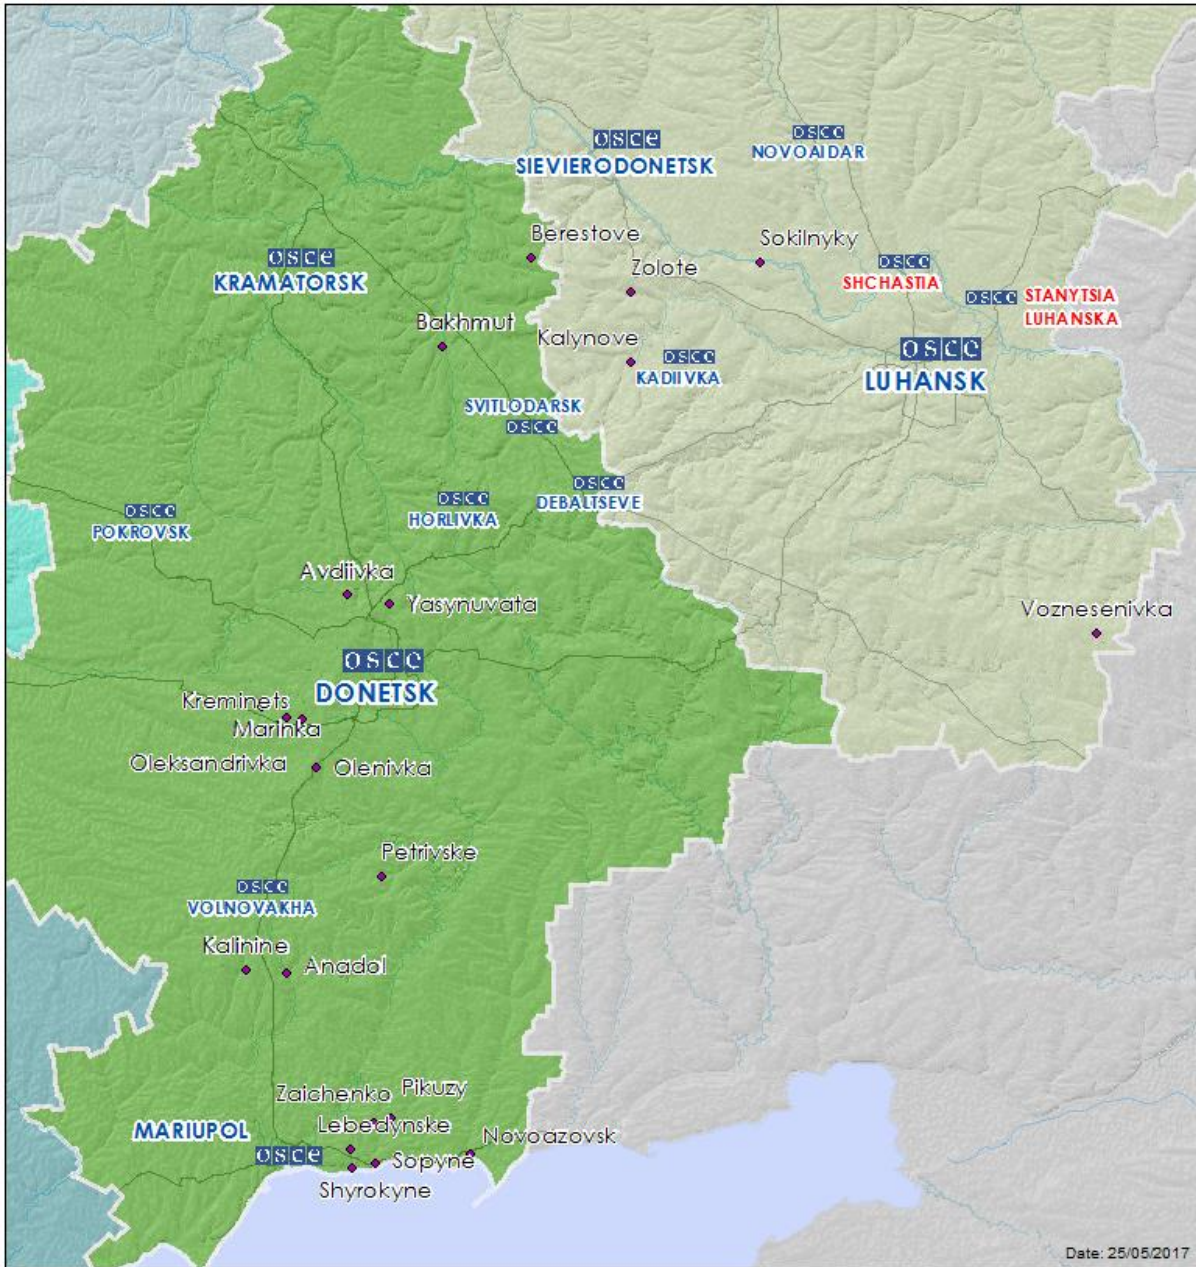 osce
SIEVIERODONETSK
osce
NOVOAIDAR
osce
KRAMATORSK
Berestove
Sokilnyky
Zolote
osce
SHCHASTIA
osce
STANYTSIA
LUHANSKA
Bakhmut
Kalynove
osce
KADIIVKA
osce
LUHANSK
SVITLODARSK
osce
osce
POKROVSK
osce
HORLIVKA
osce
DEBALTSEVE
Avdiivka
Yasynuvata
Voznesenivka
osce
DONETSK
Kreminets
Marinka
Oleksandrivka
Olenivka
Petrivske
osce
VOLNOVAKHA
Kalinine
Anadol
Zaichenko
Pikuzy
MARIUPOL
osce
Lebedynske
Novoazovsk
Sopyne
Shyrokyne
Date: 25/05/2017